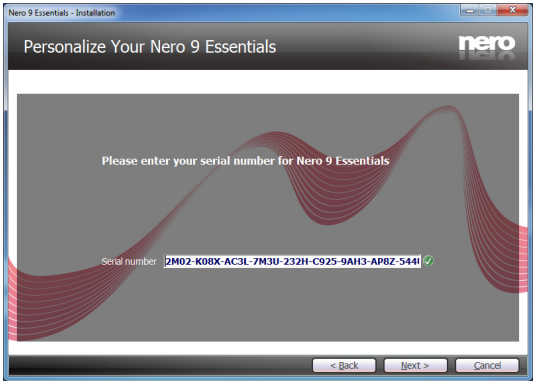 Nero 9 Essentials - Installation
Personalize Your Nero 9 Essentials
nero
Please enter your serial number for Nero 9 Essentials
Serial number 2M02-K08X-AC3L-7M3U-232H-C925-9AH3-AP8Z-544
< Back Next > Cancel